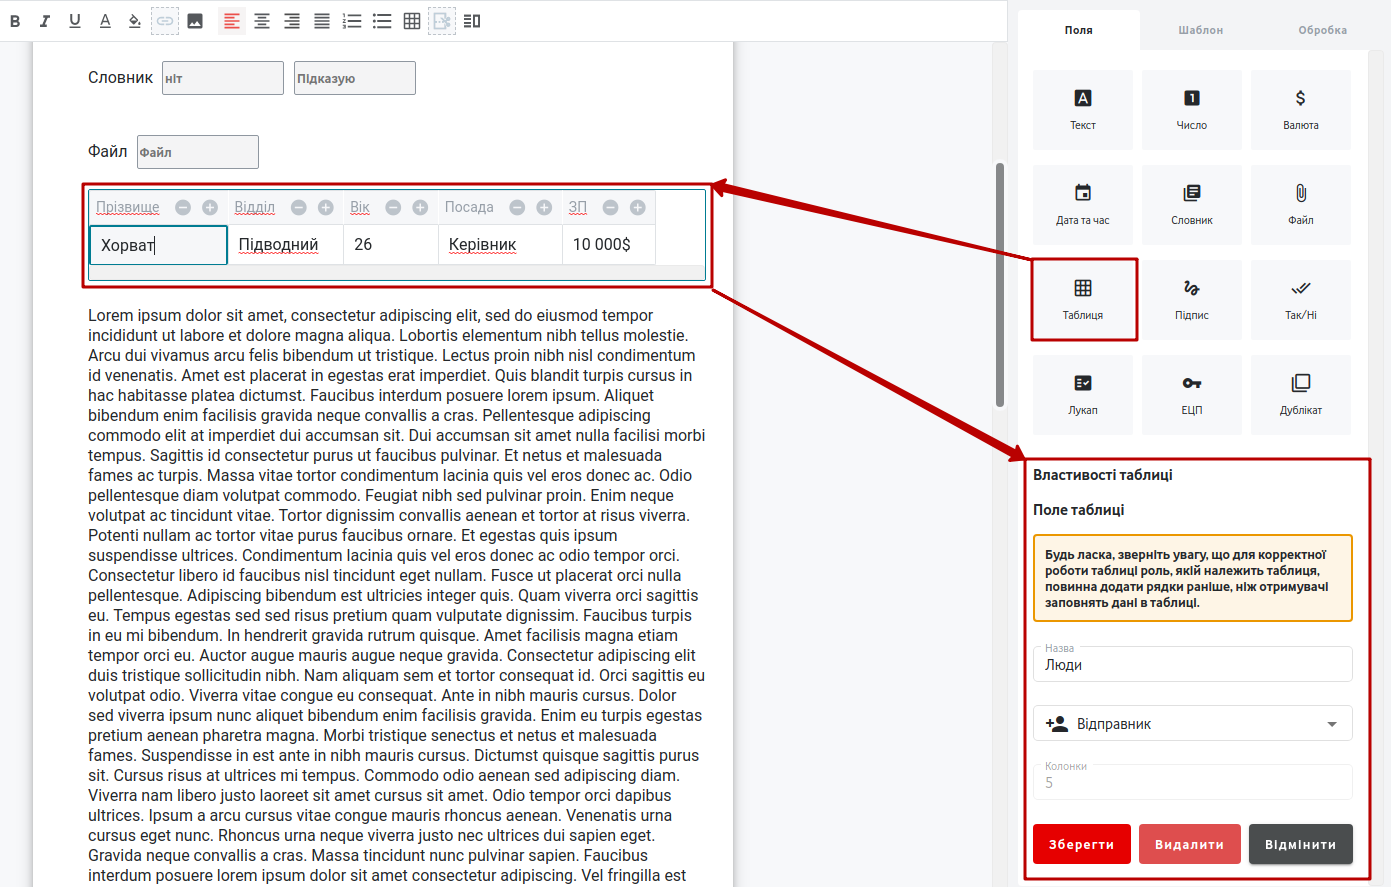 B I U A
Поля Шаблон Обробка
Словник ніт Підказую
Файл Файл
Прізвище Відділ Вік Посада ЗП
Хорват Підводний 26 Керівник 10 000$
Lorem ipsum dolor sit amet, consectetur adipiscing elit, sed do eiusmod tempor
incididunt ut labore et dolore magna aliqua. Lobortis elementum nibh tellus molestie.
Arcu dui vivamus arcu felis bibendum ut tristique. Lectus proin nibh nisl condimentum
id venenatis. Amet est placerat in egestas erat imperdiet. Quis blandit turpis cursus in
hac habitasse platea dictumst. Faucibus interdum posuere lorem ipsum. Aliquet
bibendum enim facilisis gravida neque convallis a cras. Pellentesque adipiscing
commodo elit at imperdiet dui accumsan sit. Dui accumsan sit amet nulla facilisi morbi
tempus. Sagittis id consectetur purus ut faucibus pulvinar. Et netus et malesuada
fames ac turpis. Massa vitae tortor condimentum lacinia quis vel eros donec ac. Odio
pellentesque diam volutpat commodo. Feugiat nibh sed pulvinar proin. Enim neque
volutpat ac tincidunt vitae. Tortor dignissim convallis aenean et tortor at risus viverra.
Potenti nullam ac tortor vitae purus faucibus ornare. Et egestas quis ipsum
suspendisse ultrices. Condimentum lacinia quis vel eros donec ac odio tempor orci.
Consectetur libero id faucibus nisl tincidunt eget nullam. Fusce ut placerat orci nulla
pellentesque. Adipiscing bibendum est ultricies integer quis. Quam viverra orci sagittis
eu. Tempus egestas sed sed risus pretium quam vulputate dignissim. Faucibus turpis
in eu mi bibendum. In hendrerit gravida rutrum quisque. Amet facilisis magna etiam
tempor orci eu. Auctor augue mauris augue neque gravida. Consectetur adipiscing elit
duis tristique sollicitudin nibh. Nam aliquam sem et tortor consequat id. Orci sagittis eu
volutpat odio. Viverra vitae congue eu consequat. Ante in nibh mauris cursus. Dolor
sed viverra ipsum nunc aliquet bibendum enim facilisis gravida. Enim eu turpis egestas
pretium aenean pharetra magna. Morbi tristique senectus et netus et malesuada
fames. Suspendisse in est ante in nibh mauris cursus. Dictumst quisque sagittis purus
sit. Cursus risus at ultrices mi tempus. Commodo odio aenean sed adipiscing diam.
Viverra nam libero justo laoreet sit amet cursus sit amet. Odio tempor orci dapibus
ultrices. Ipsum a arcu cursus vitae congue mauris rhoncus aenean. Venenatis urna
cursus eget nunc. Rhoncus urna neque viverra justo nec ultrices dui sapien eget.
Gravida neque convallis a cras. Massa tincidunt nunc pulvinar sapien. Faucibus
interdum posuere lorem ipsum dolor sit amet consectetur adipiscing. Vel fringilla est
Текст Число Валюта
Дата та час Словник Файл
Таблиця Підпис Так/Ні
Лукап ЕЦП Дублікат
Властивості таблиці
Поле таблиці
Будь ласка, зверніть увагу, що для корректної
роботи таблиці роль, якій належить таблиця,
повинна додати рядки раніше, ніж отримувачі
заповнять дані в таблиці.
Назва
Люди
Відправник
Колонки
5
Зберегти Видалити Відмінити